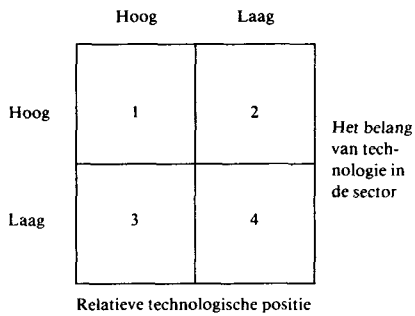 Hoog Laag
Hoog 1 2
Het belang
van tech-
nologie in
de sector
Laag 3 4
Relatieve technologische positie